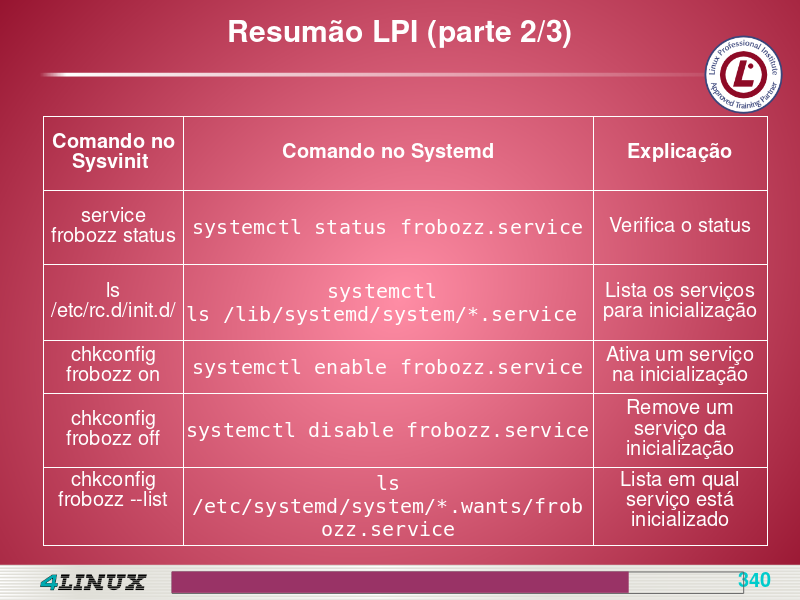 Resumão LPI (parte 2/3)
Linux Professional Institute
Approved Training Partner
Comando no
Sysvinit
Comando no Systemd
Explicação
service
frobozz status
systemctl status frobozz.service
Verifica o status
ls
/etc/rc.d/init.d/
systemctl
ls /lib/systemd/system/*.service
Lista os serviços
para inicialização
chkconfig
frobozz on
systemctl enable frobozz.service
Ativa um serviço
na inicialização
chkconfig
frobozz off
systemctl disable frobozz.service
Remove um
serviço da
inicialização
chkconfig
frobozz --list
ls
/etc/systemd/system/*.wants/frob
ozz.service
Lista em qual
serviço está
inicializado
4LINUX
340